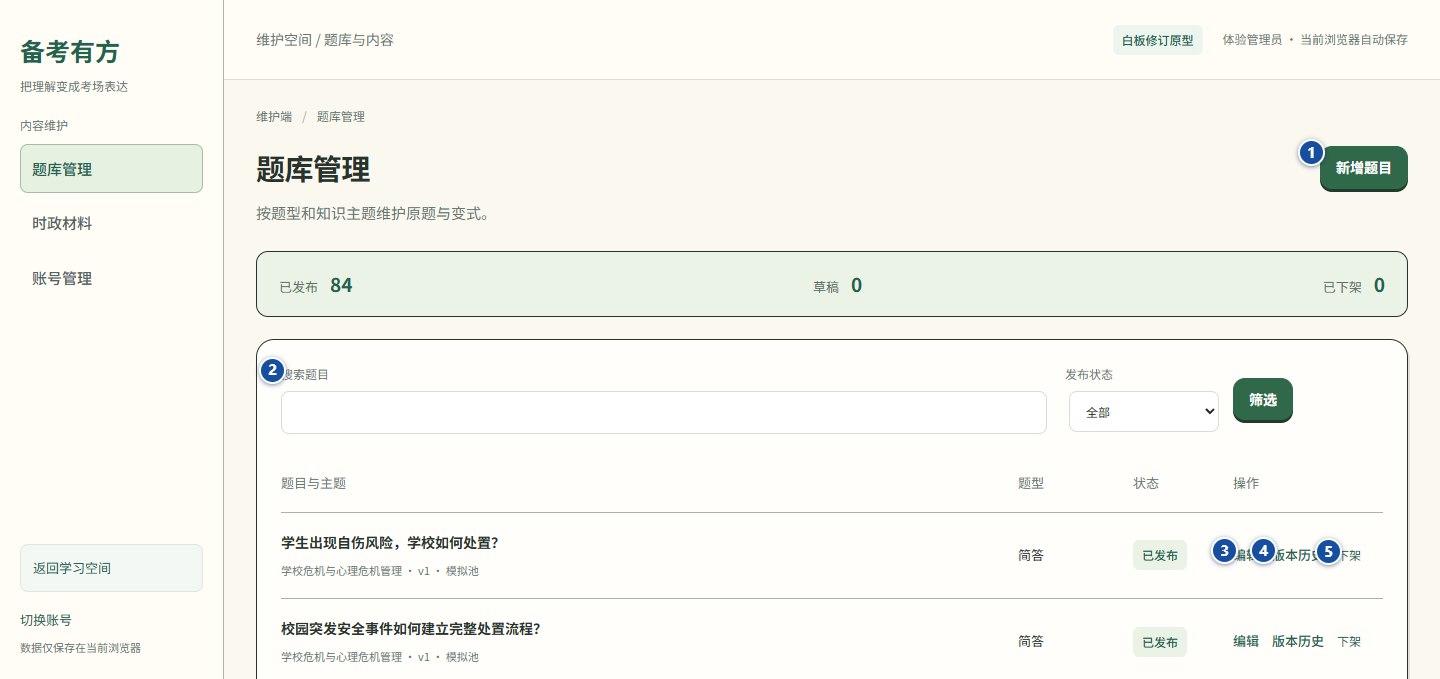 备考有方
把理解变成考场表达
内容维护
题库管理
时政材料
账号管理
返回学习空间
切换账号
数据仅保存在当前浏览器
维护空间 / 题库与内容
白板修订原型
体验管理员 · 当前浏览器自动保存
维护端 / 题库管理
题库管理
1
新增题目
按题型和知识主题维护原题与变式。
已发布 84
草稿 0
已下架 0
2
搜索题目
发布状态
全部
筛选
题目与主题 题型 状态 操作
学生出现自伤风险，学校如何处置？
学校危机与心理危机管理 · v1 · 模拟池
简答
已发布
3 编辑 4 版本历史 5 下架
校园突发安全事件如何建立完整处置流程？
学校危机与心理危机管理 · v1 · 模拟池
简答
已发布
编辑 版本历史 下架